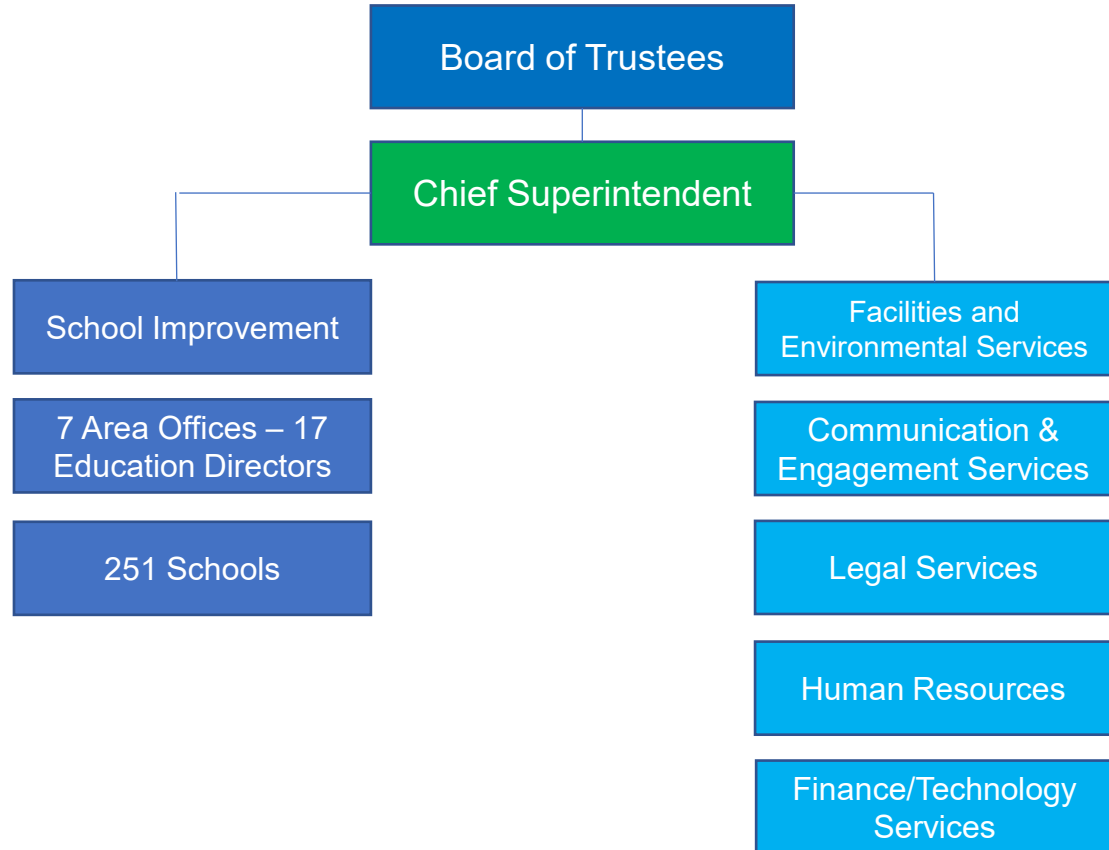 Board of Trustees
Chief Superintendent
School Improvement
7 Area Offices – 17
Education Directors
251 Schools
Facilities and
Environmental Services
Communication &
Engagement Services
Legal Services
Human Resources
Finance/Technology
Services